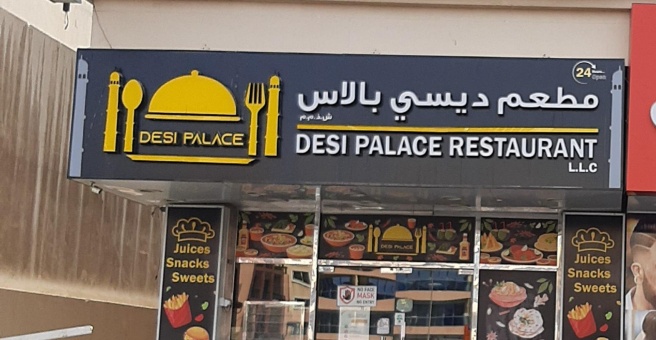 24
Hours...
Open
مطعم ديسي بالاس
ش.ذ.م.م
DESI PALACE
DESI PALACE RESTAURANT
L.L.C
Juices
Snacks
Sweets
DESI PALACE
Juices
Snacks
Sweets
NO FACE
MASK
NO ENTRY